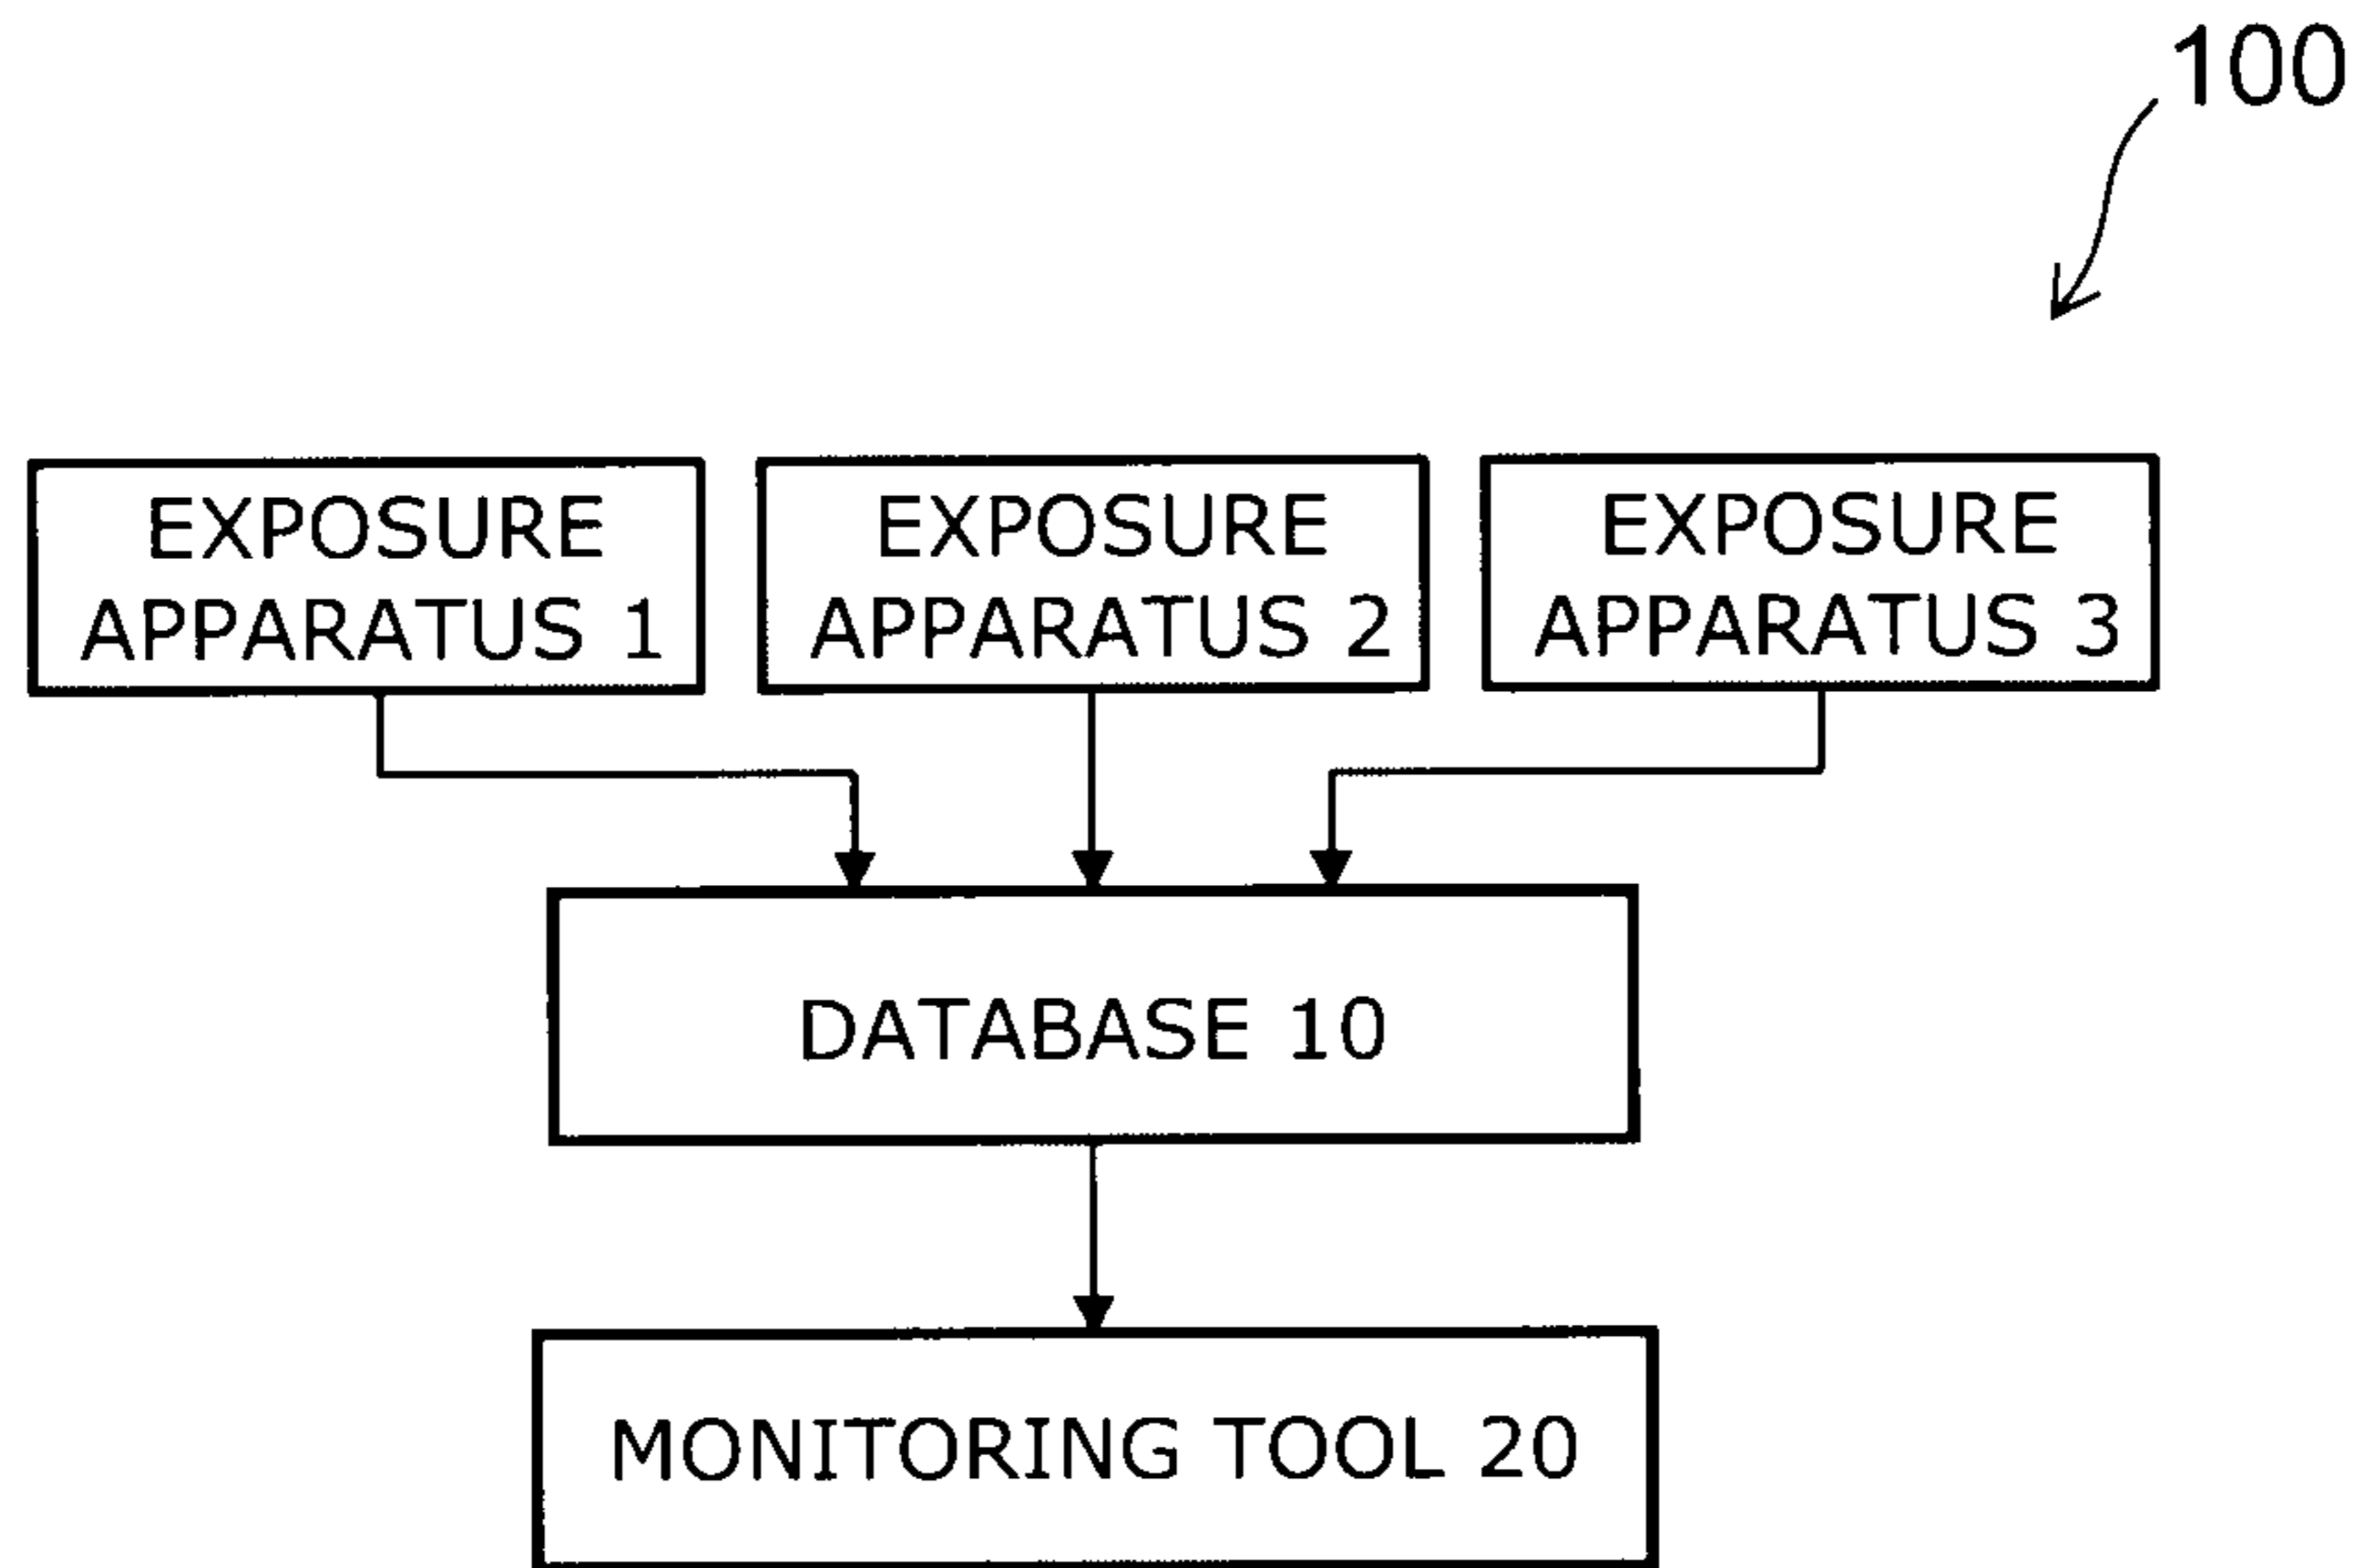 100
EXPOSURE
APPARATUS 1
EXPOSURE
APPARATUS 2
EXPOSURE
APPARATUS 3
DATABASE 10
MONITORING TOOL 20